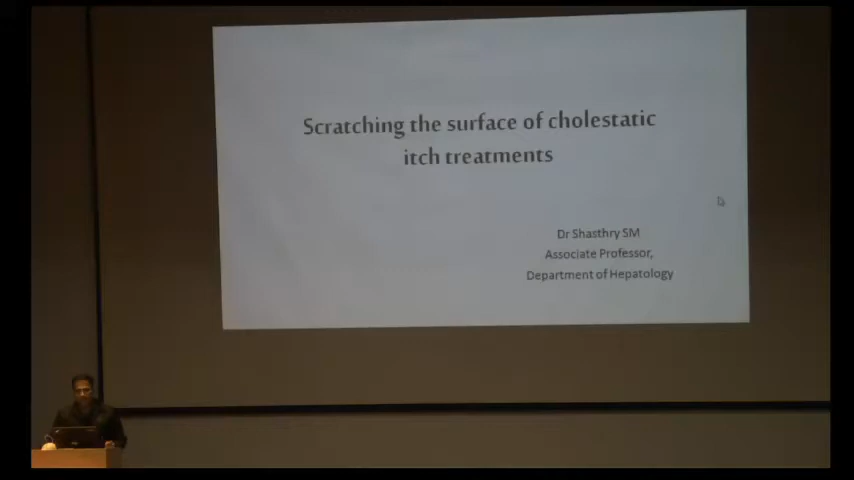 Scratching the surface of cholestatic
itch treatments
Dr Shasthry SM
Associate Professor,
Department of Hepatology